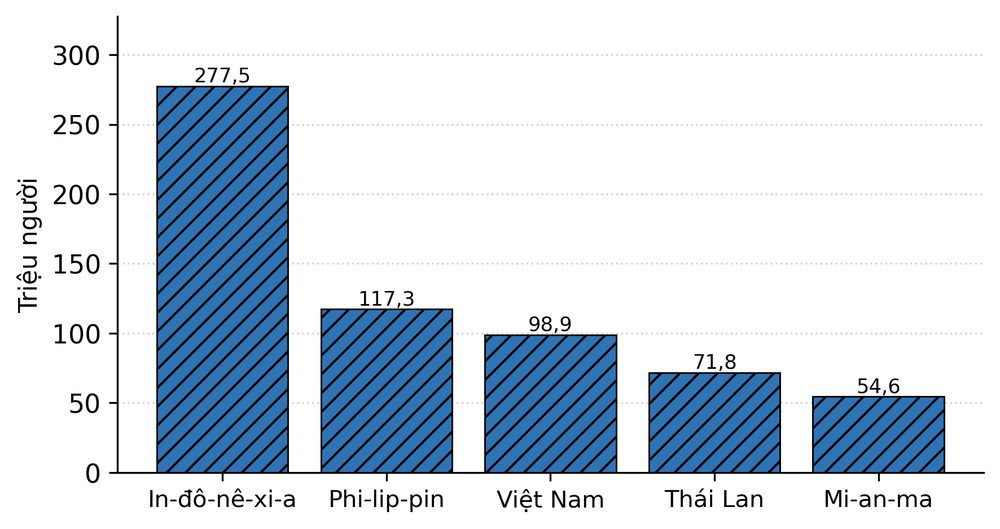 Triệu người
300
250
200
150
100
50
0
277,5
117,3
98,9
71,8
54,6
In-đô-nê-xi-a
Phi-lip-pin
Việt Nam
Thái Lan
Mi-an-ma